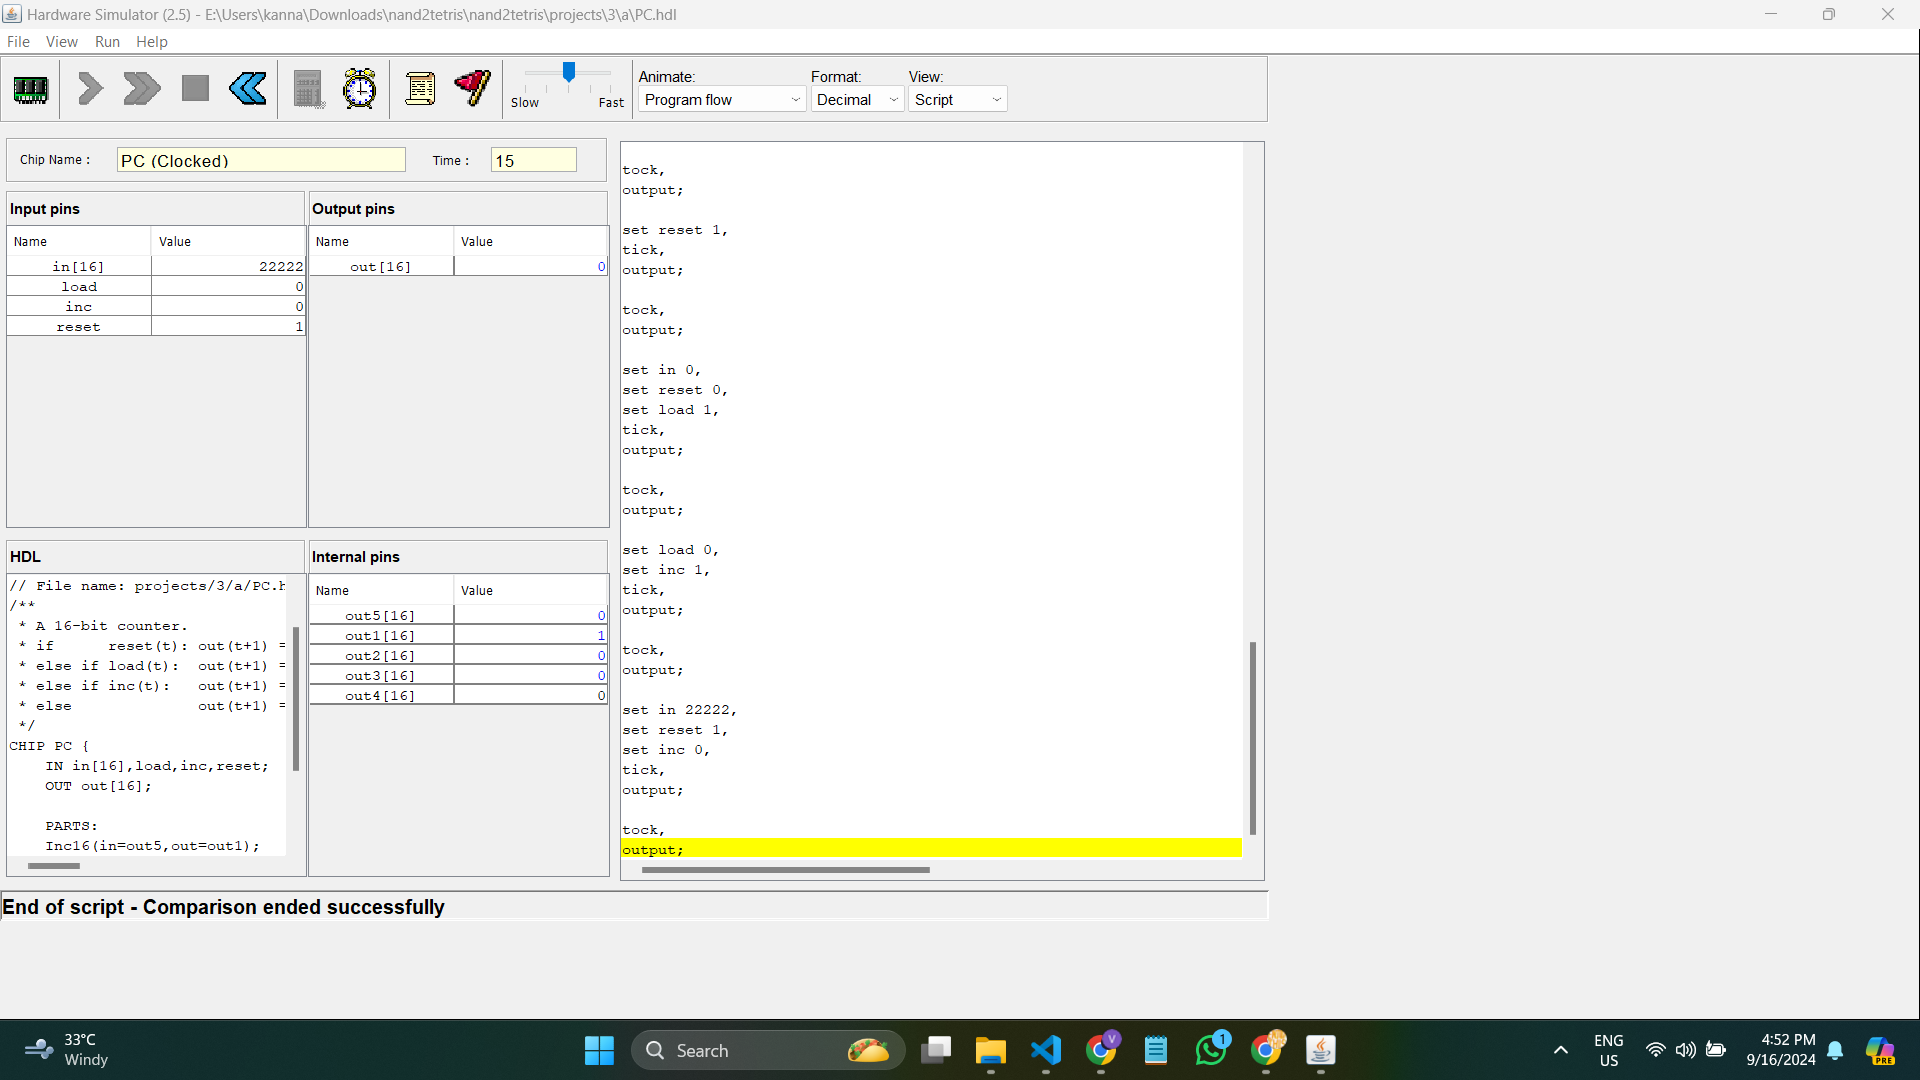 Hardware Simulator (2.5) - E:\Users\kanna\Downloads\nand2tetris\nand2tetris\projects\3\a\PC.hdl
File View Run Help
Slow Fast
Animate: Format: View:
Program flow Decimal Script
Chip Name : PC (Clocked) Time : 15
Input pins
Name Value
in[16] 22222
load 0
inc 0
reset 1
Output pins
Name Value
out[16] 0
HDL
// File name: projects/3/a/PC.h
/**
* A 16-bit counter.
* if reset(t): out(t+1) =
* else if load(t): out(t+1) =
* else if inc(t): out(t+1) =
* else out(t+1) =
*/
CHIP PC {
IN in[16],load,inc,reset;
OUT out[16];
PARTS:
Inc16(in=out5,out=out1);
Internal pins
Name Value
out5[16] 0
out1[16] 1
out2[16] 0
out3[16] 0
out4[16] 0
tock,
output;
set reset 1,
tick,
output;
tock,
output;
set in 0,
set reset 0,
set load 1,
tick,
output;
tock,
output;
set load 0,
set inc 1,
tick,
output;
tock,
output;
set in 22222,
set reset 1,
set inc 0,
tick,
output;
tock,
output;
End of script - Comparison ended successfully
33°C
Windy
Search
V
1
ENG
US
4:52 PM
9/16/2024
PRE